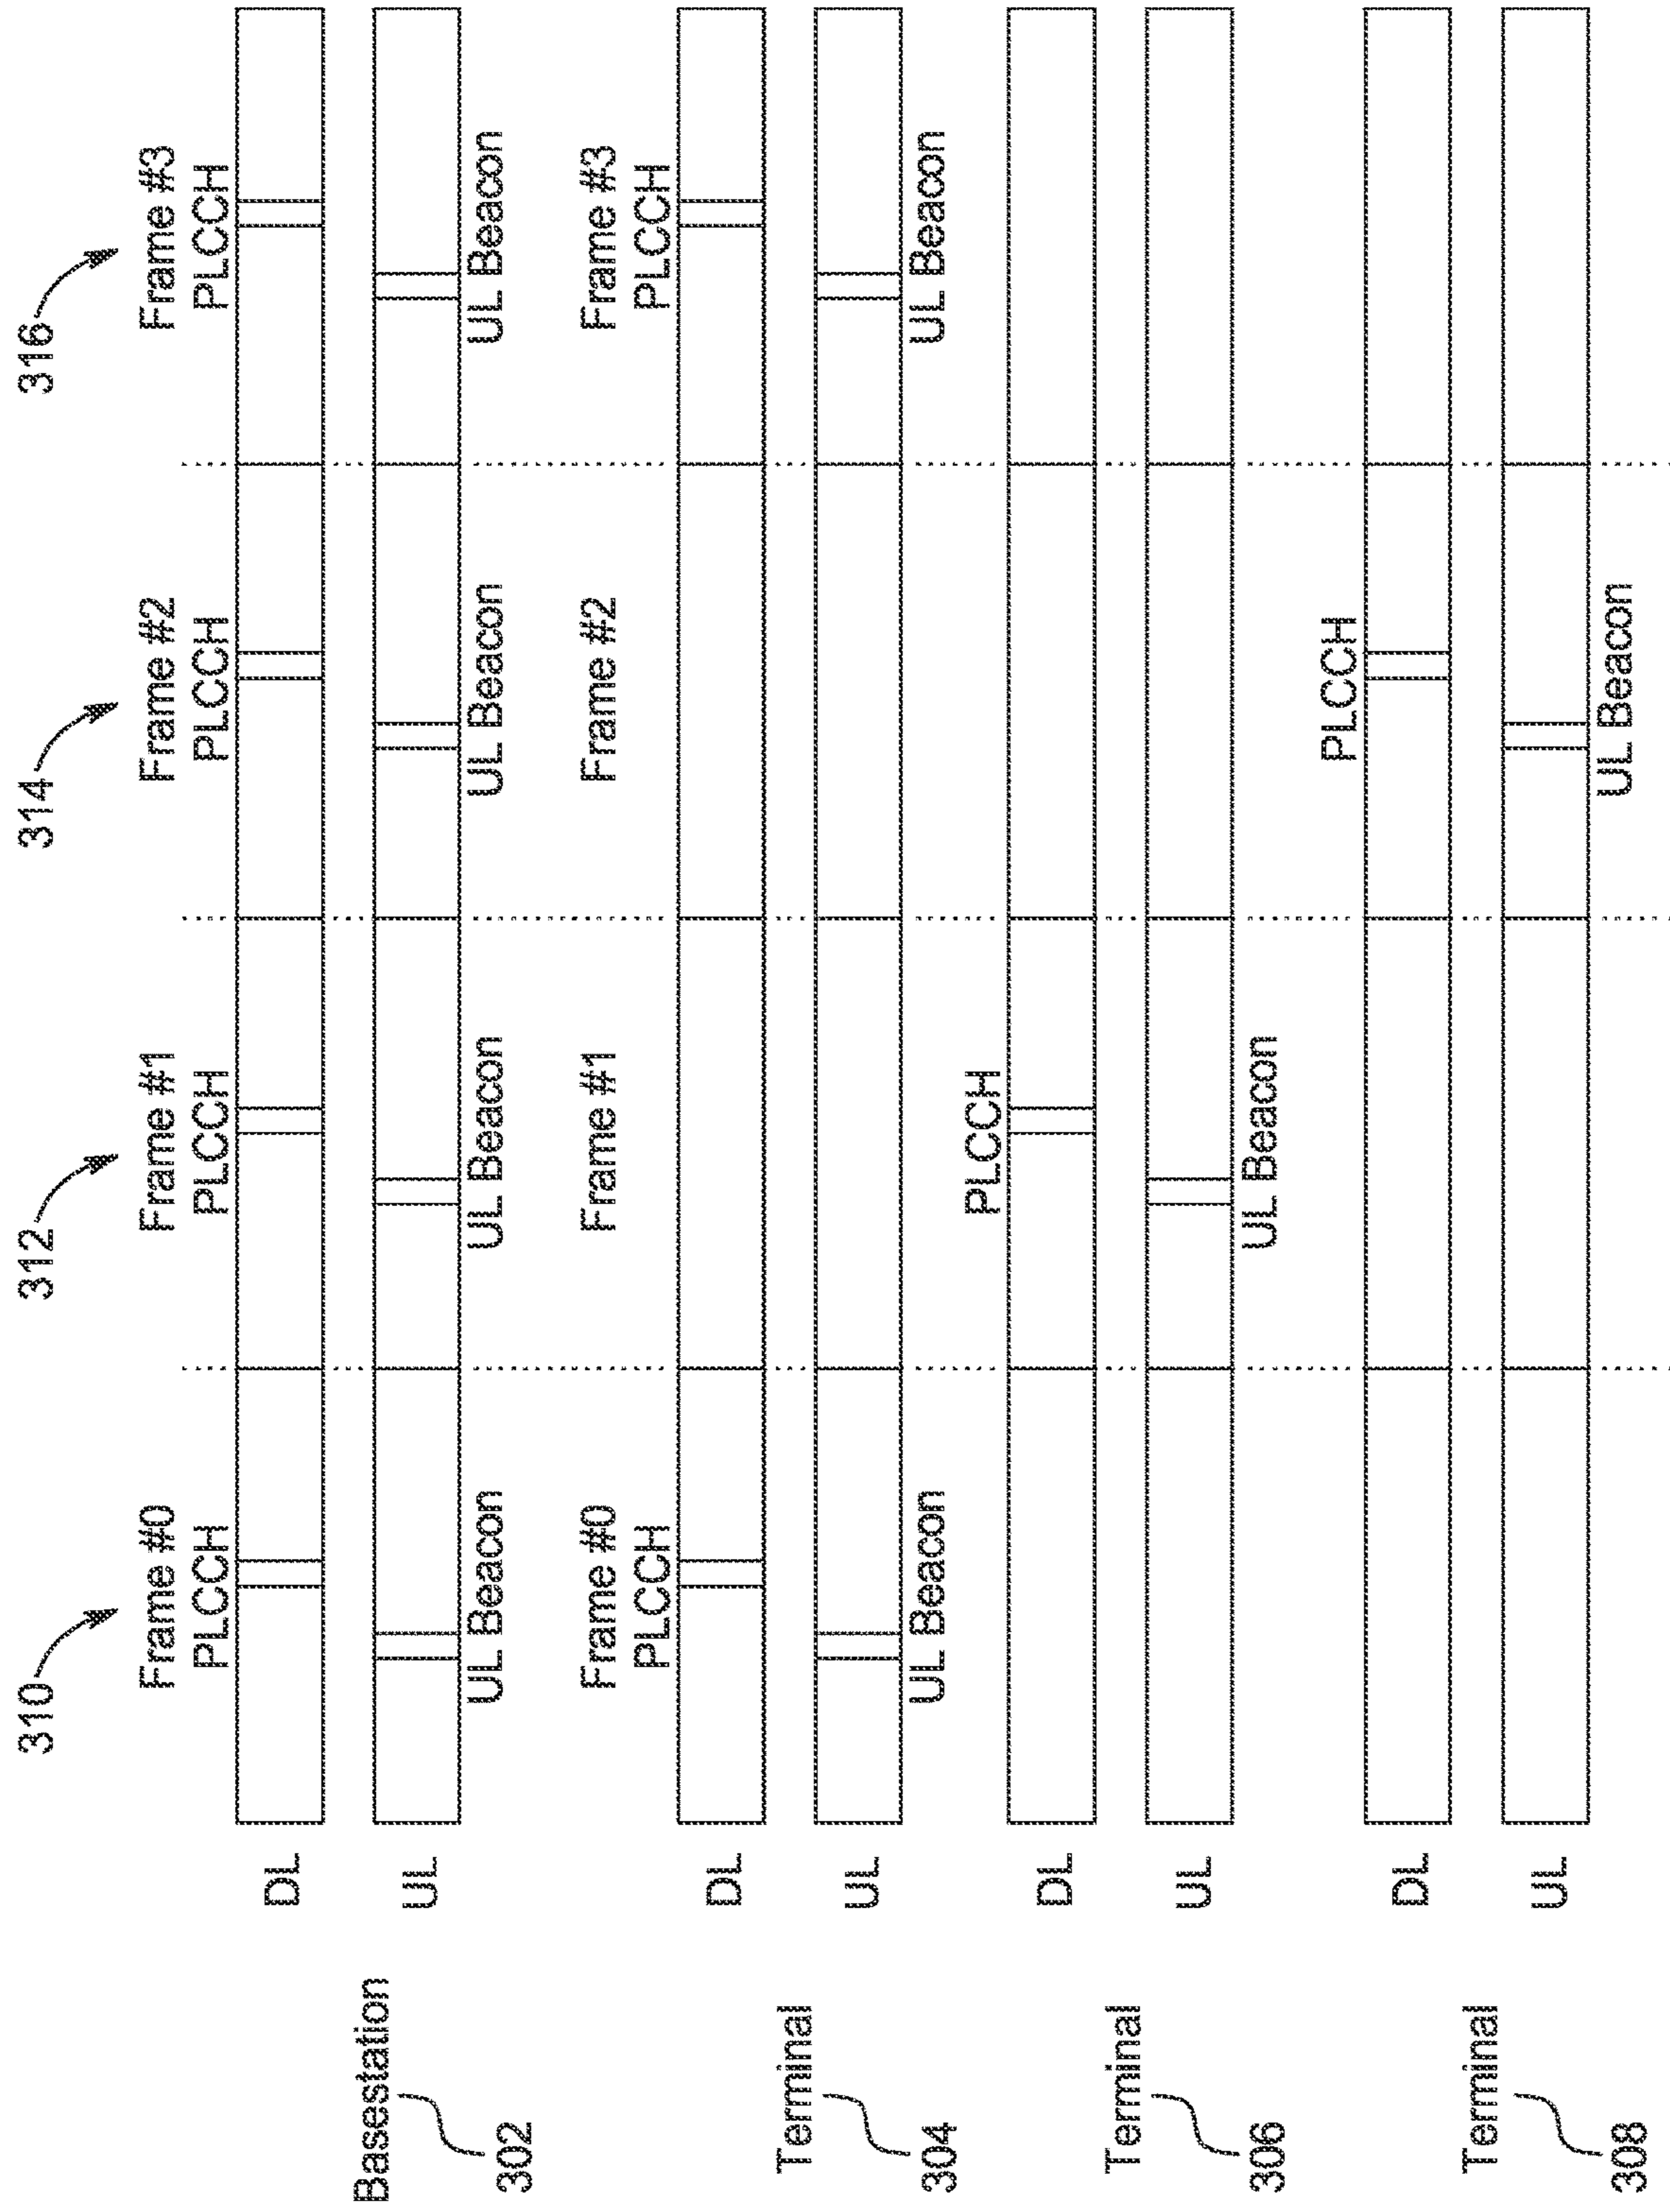 310
312
314
316
Frame #0
Frame #1
Frame #2
Frame #3
PLCCH
PLCCH
PLCCH
PLCCH
DL
Basestation
302
UL
UL Beacon
UL Beacon
UL Beacon
UL Beacon
Frame #0
Frame #1
Frame #2
Frame #3
PLCCH
PLCCH
DL
Terminal
304
UL
UL Beacon
UL Beacon
PLCCH
DL
Terminal
306
UL
UL Beacon
PLCCH
DL
Terminal
308
UL
UL Beacon